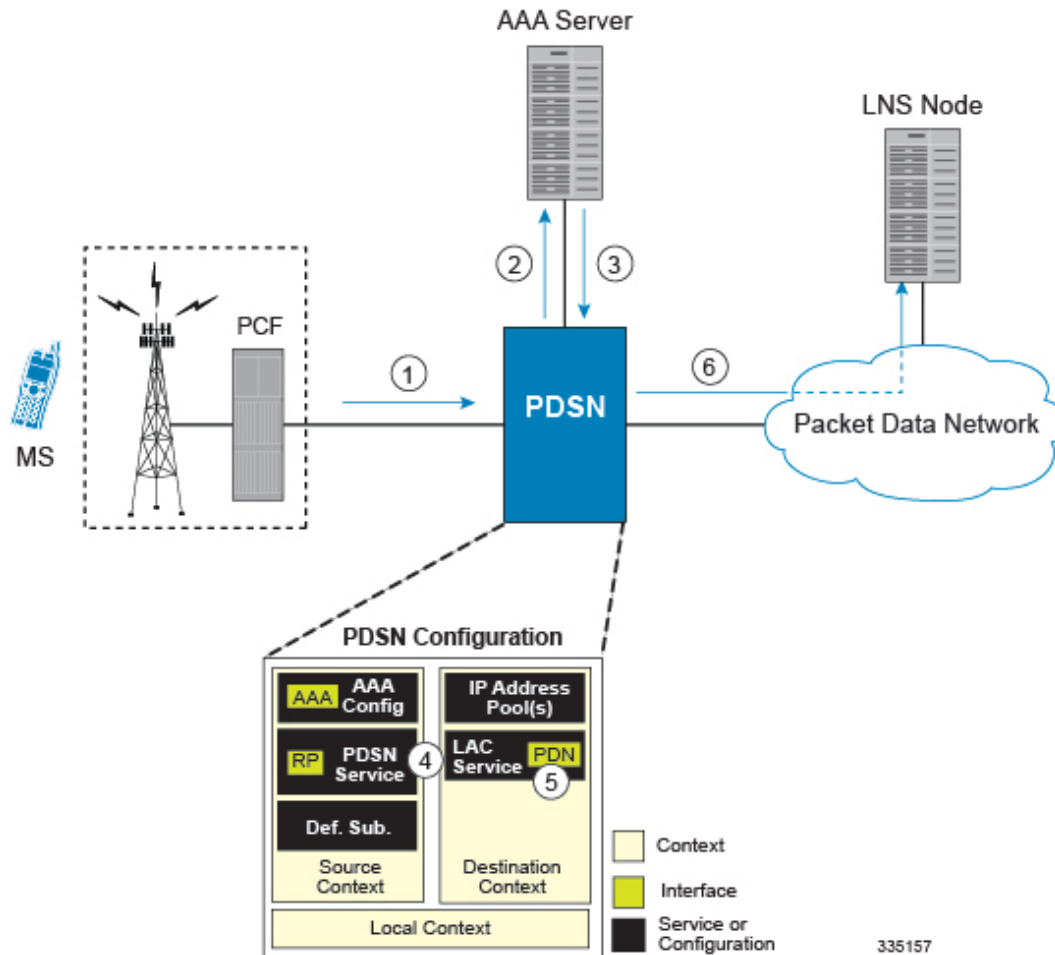 AAA Server
LNS Node
2
3
PCF
1
6
PDSN
Packet Data Network
MS
PDSN Configuration
AAA
AAA
Config
IP Address
Pool(s)
RP
PDSN
Service
4
LAC
Service
PDN
5
Def. Sub.
Source
Context
Destination
Context
Local Context
Context
Interface
Service or
Configuration
335157